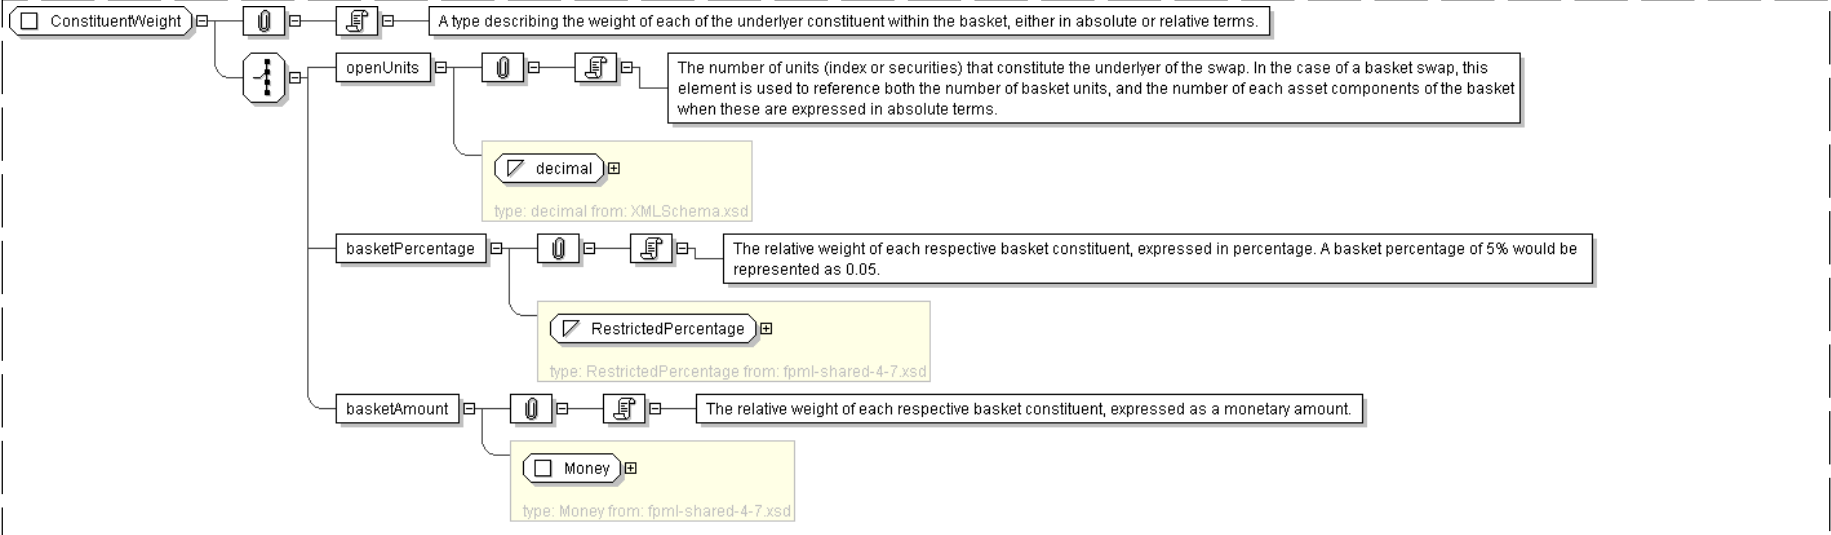 ConstituentWeight
A type describing the weight of each of the underlyer constituent within the basket, either in absolute or relative terms.
openUnits
The number of units (index or securities) that constitute the underlyer of the swap. In the case of a basket swap, this
element is used to reference both the number of basket units, and the number of each asset components of the basket
when these are expressed in absolute terms.
decimal
type: decimal from: XMLSchema.xsd
basketPercentage
The relative weight of each respective basket constituent, expressed in percentage. A basket percentage of 5% would be
represented as 0.05.
RestrictedPercentage
type: RestrictedPercentage from: fpml-shared-4-7.xsd
basketAmount
The relative weight of each respective basket constituent, expressed as a monetary amount.
Money
type: Money from: fpml-shared-4-7.xsd